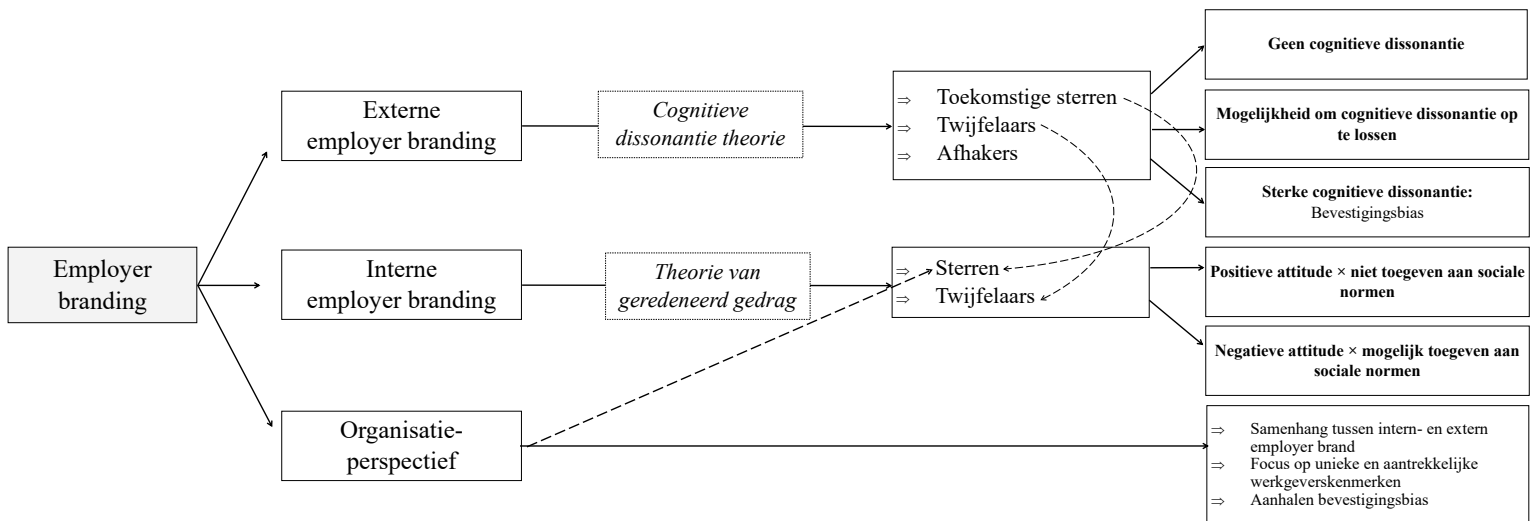 Employer
branding
Externe
employer branding
Cognitieve
dissonantie theorie
⇒ Toekomstige sterren
⇒ Twijfelaars
⇒ Afhakers
Geen cognitieve dissonantie
Mogelijkheid om cognitieve dissonantie op
te lossen
Sterke cognitieve dissonantie:
Bevestigingsbias
Interne
employer branding
Theorie van
geredeneerd gedrag
⇒ Sterren
⇒ Twijfelaars
Positieve attitude × niet toegeven aan sociale
normen
Negatieve attitude × mogelijk toegeven aan
sociale normen
Organisatie-
perspectief
⇒ Samenhang tussen intern- en extern
employer brand
⇒ Focus op unieke en aantrekkelijke
werkgeverskenmerken
⇒ Aanhalen bevestigingsbias